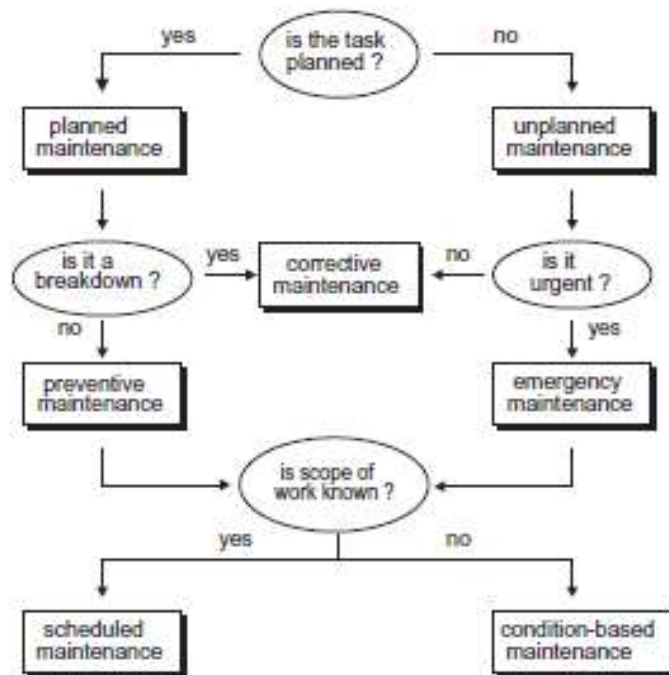 yes
is the task
planned ?
no
planned
maintenance
unplanned
maintenance
is it a
breakdown ?
yes
corrective
maintenance
no
is it
urgent ?
no
yes
preventive
maintenance
emergency
maintenance
is scope of
work known ?
yes
no
scheduled
maintenance
condition-based
maintenance